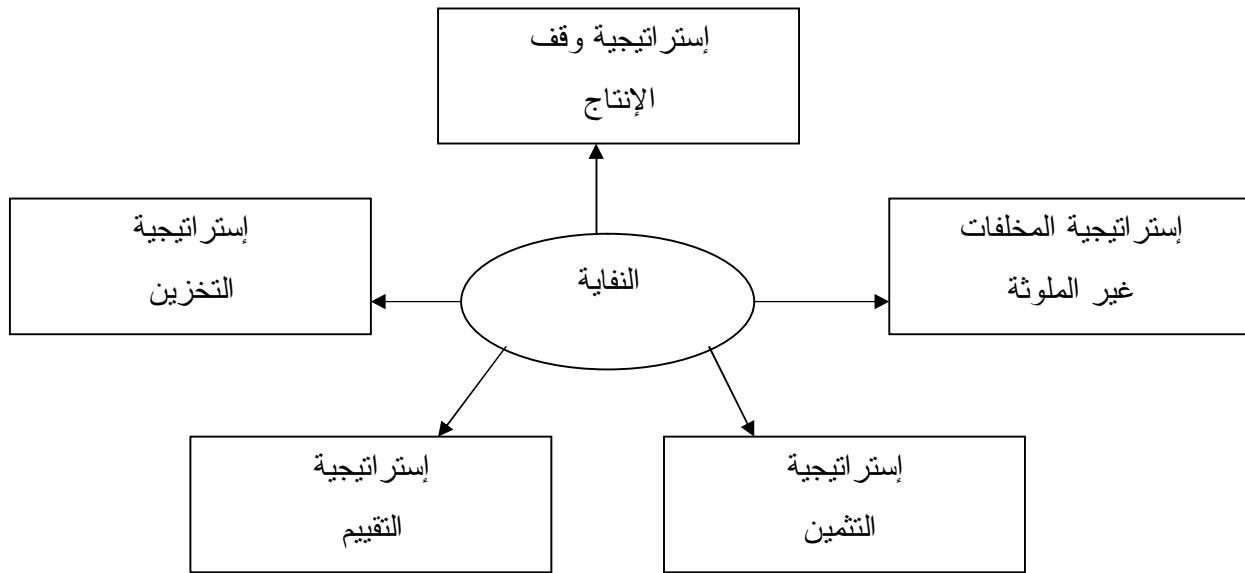 إستراتيجية وقف
الإنتاج
إستراتيجية المخلفات
غير الملوثة
النفاية
إستراتيجية
التخزين
إستراتيجية
التثمين
إستراتيجية
التقييم